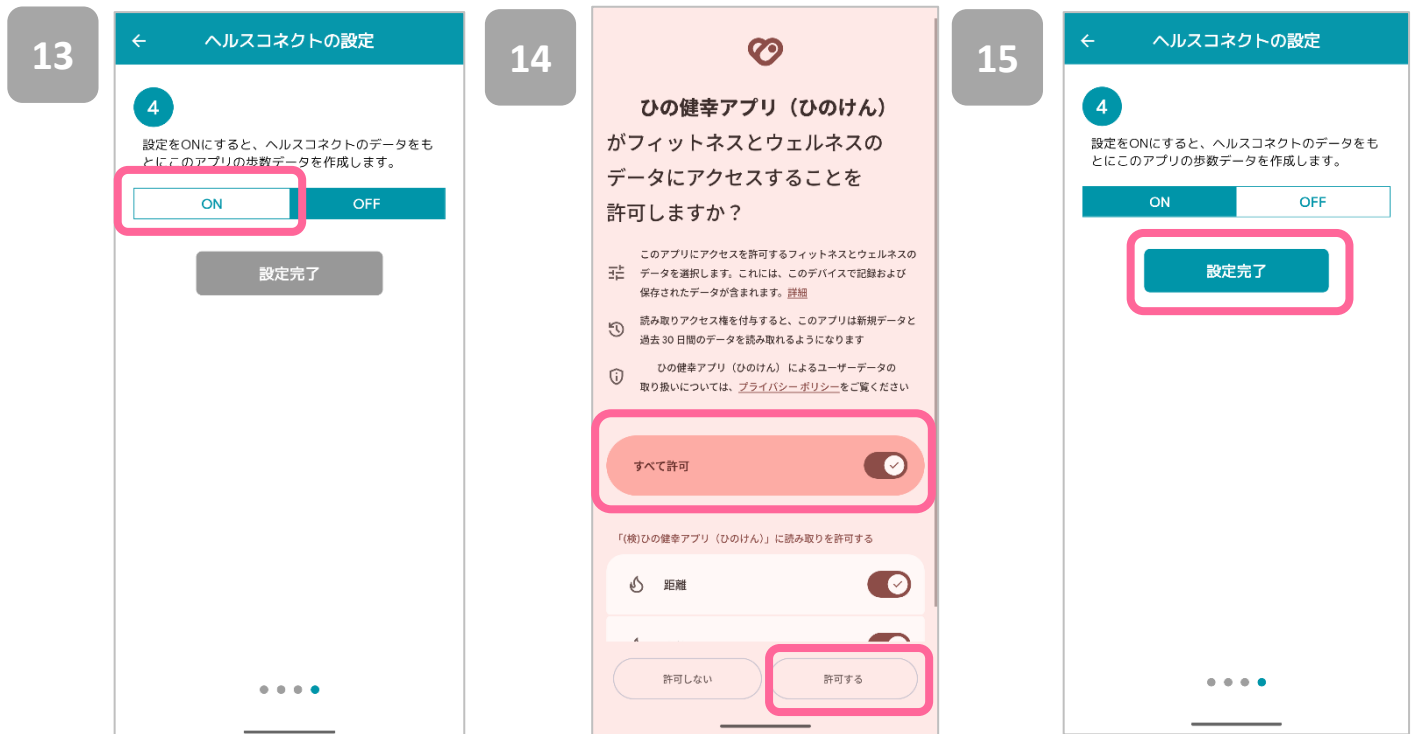 13
ヘルスコネクトの設定
4
設定をONにすると、ヘルスコネクトのデータをも
とにこのアプリの歩数データを作成します。
ON
OFF
設定完了
14
ひの健幸アプリ（ひのけん）
がフィットネスとウェルネスの
データにアクセスすることを
許可しますか？
このアプリにアクセスを許可するフィットネスとウェルネスの
データを選択します。これには、このデバイスで記録および
保存されたデータが含まれます。詳細
読み取りアクセス権を付与すると、このアプリは新規データと
過去 30 日間のデータを読み取れるようになります
ひの健幸アプリ（ひのけん） によるユーザーデータの
取り扱いについては、プライバシー ポリシーをご覧ください
すべて許可
「(検)ひの健幸アプリ（ひのけん）」に読み取りを許可する
距離
許可しない
許可する
15
ヘルスコネクトの設定
4
設定をONにすると、ヘルスコネクトのデータをも
とにこのアプリの歩数データを作成します。
ON
OFF
設定完了